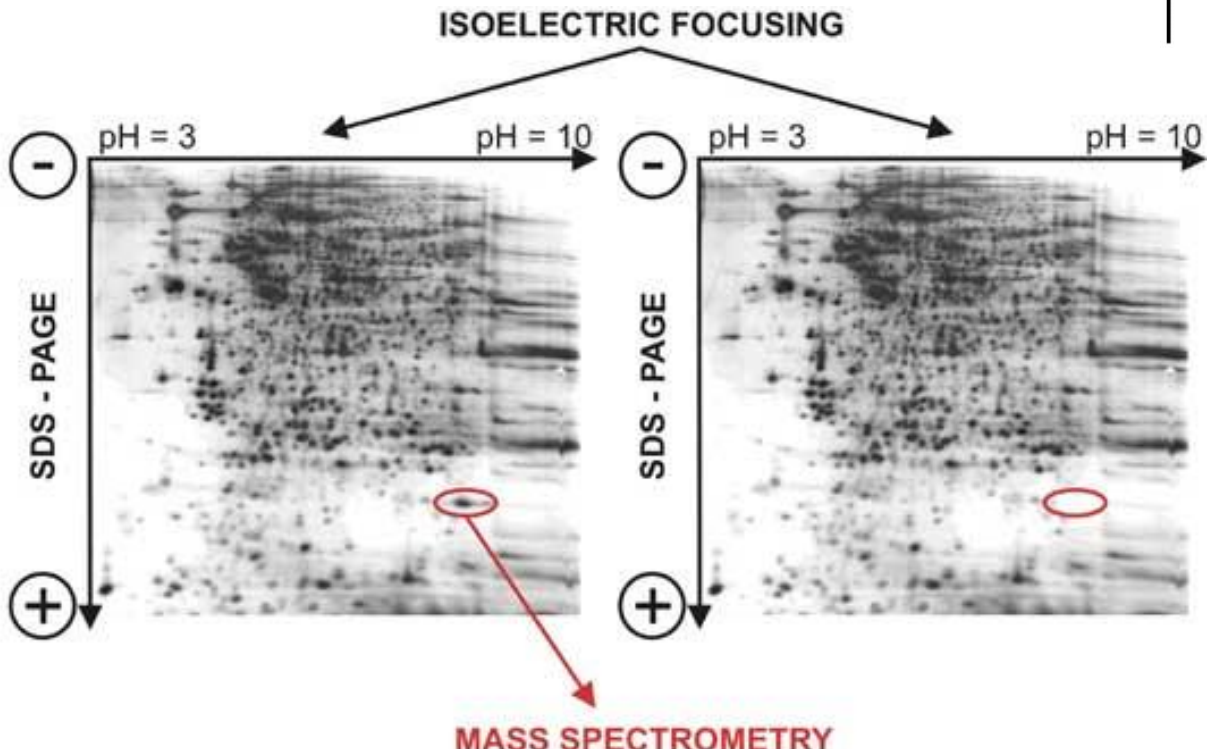 ISOELECTRIC FOCUSING
pH = 3
pH = 10
pH = 3
pH = 10
-
-
SDS - PAGE
SDS - PAGE
+
+
MASS SPECTROMETRY